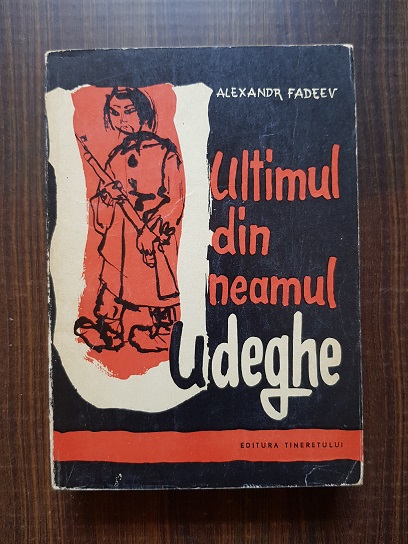 ALEXANDR FADEEV
Ultimul
din
neamul
Udeghe
EDITURA TINERETULUI